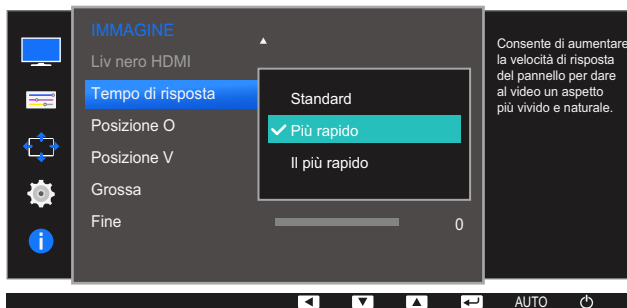 IMMAGINE
Liv nero HDMI
Tempo di risposta
Posizione O
Posizione V
Grossa
Fine
0
Standard
Più rapido
Il più rapido
Consente di aumentare
la velocità di risposta
del pannello per dare
al video un aspetto
più vivido e naturale.
AUTO